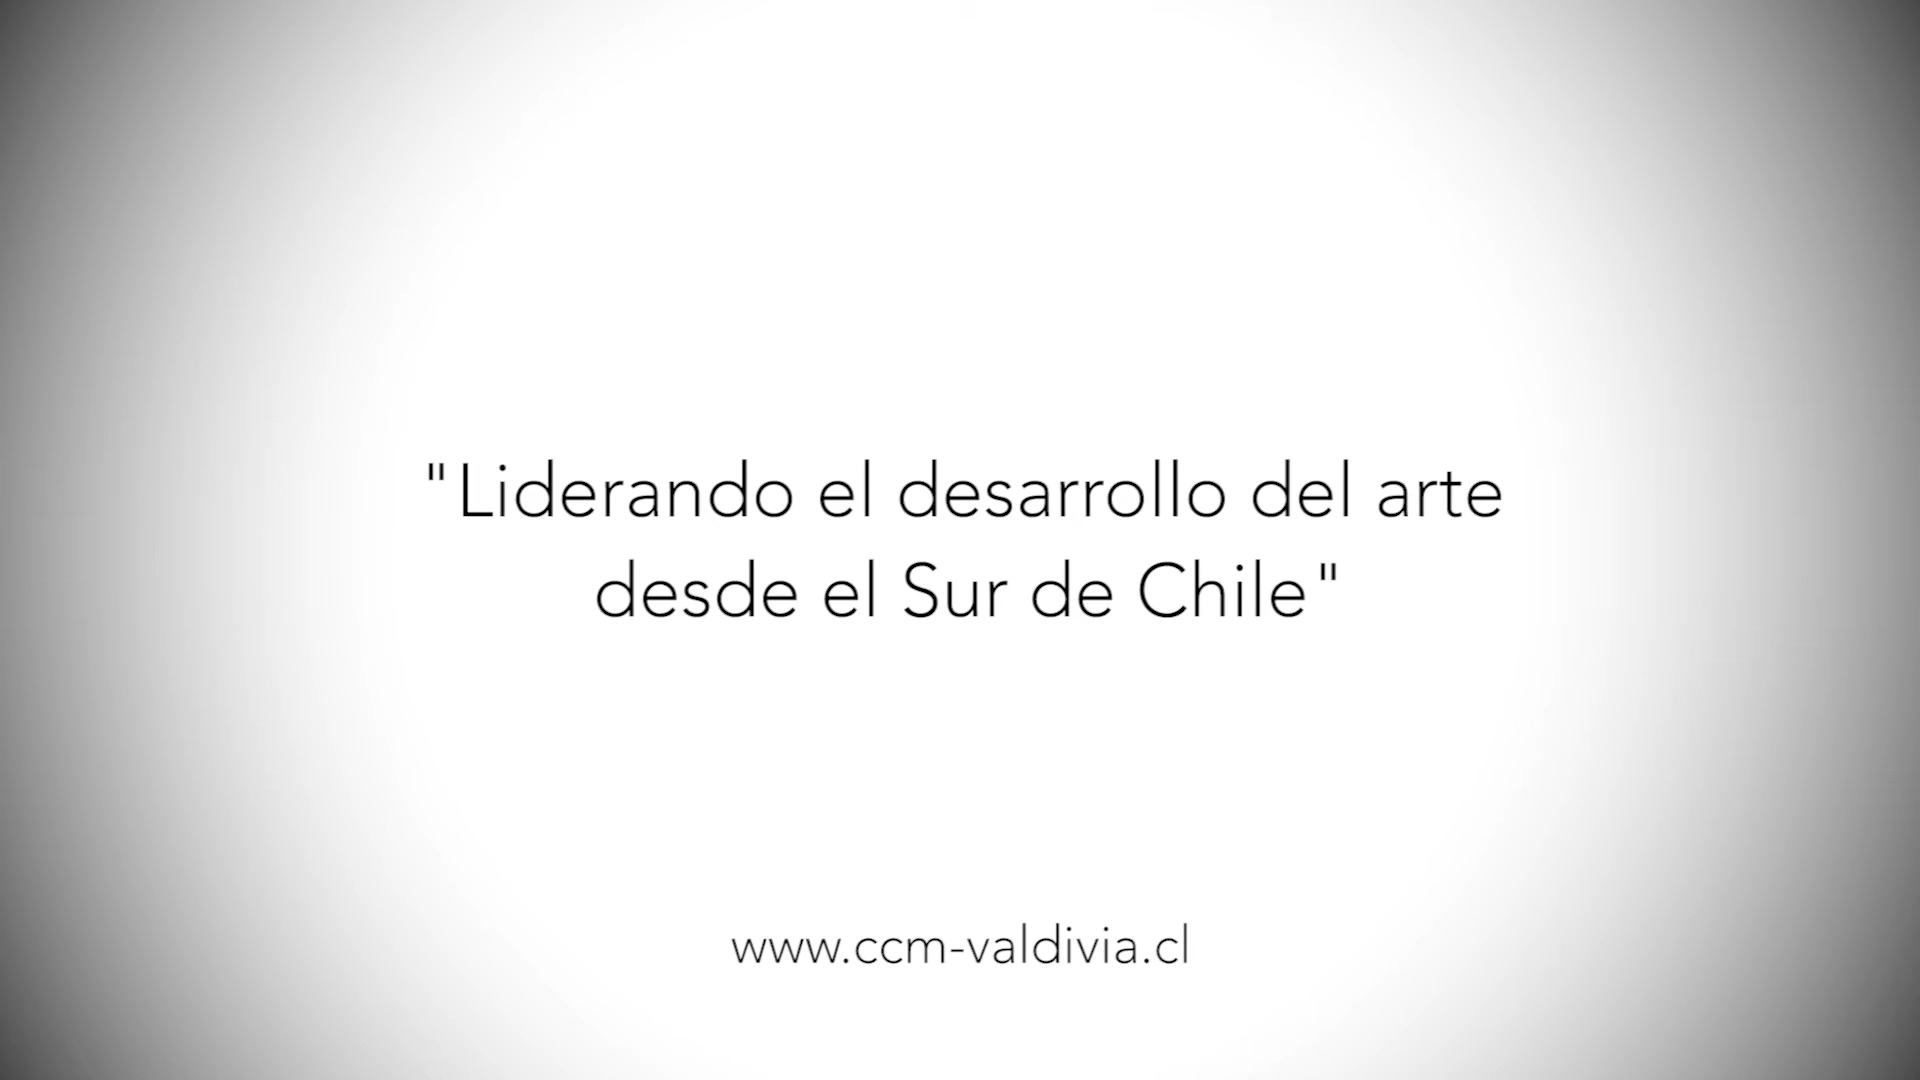 "Liderando el desarrollo del arte
desde el Sur de Chile"
www.ccm-valdivia.cl